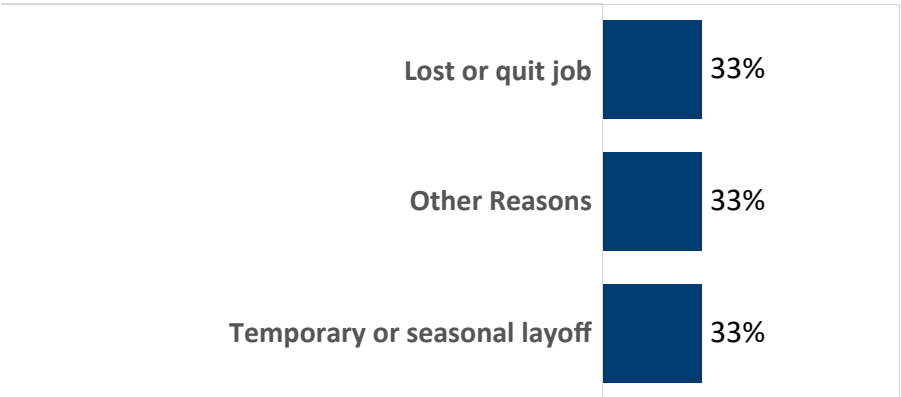 Lost or quit job 33%
Other Reasons 33%
Temporary or seasonal layoff 33%